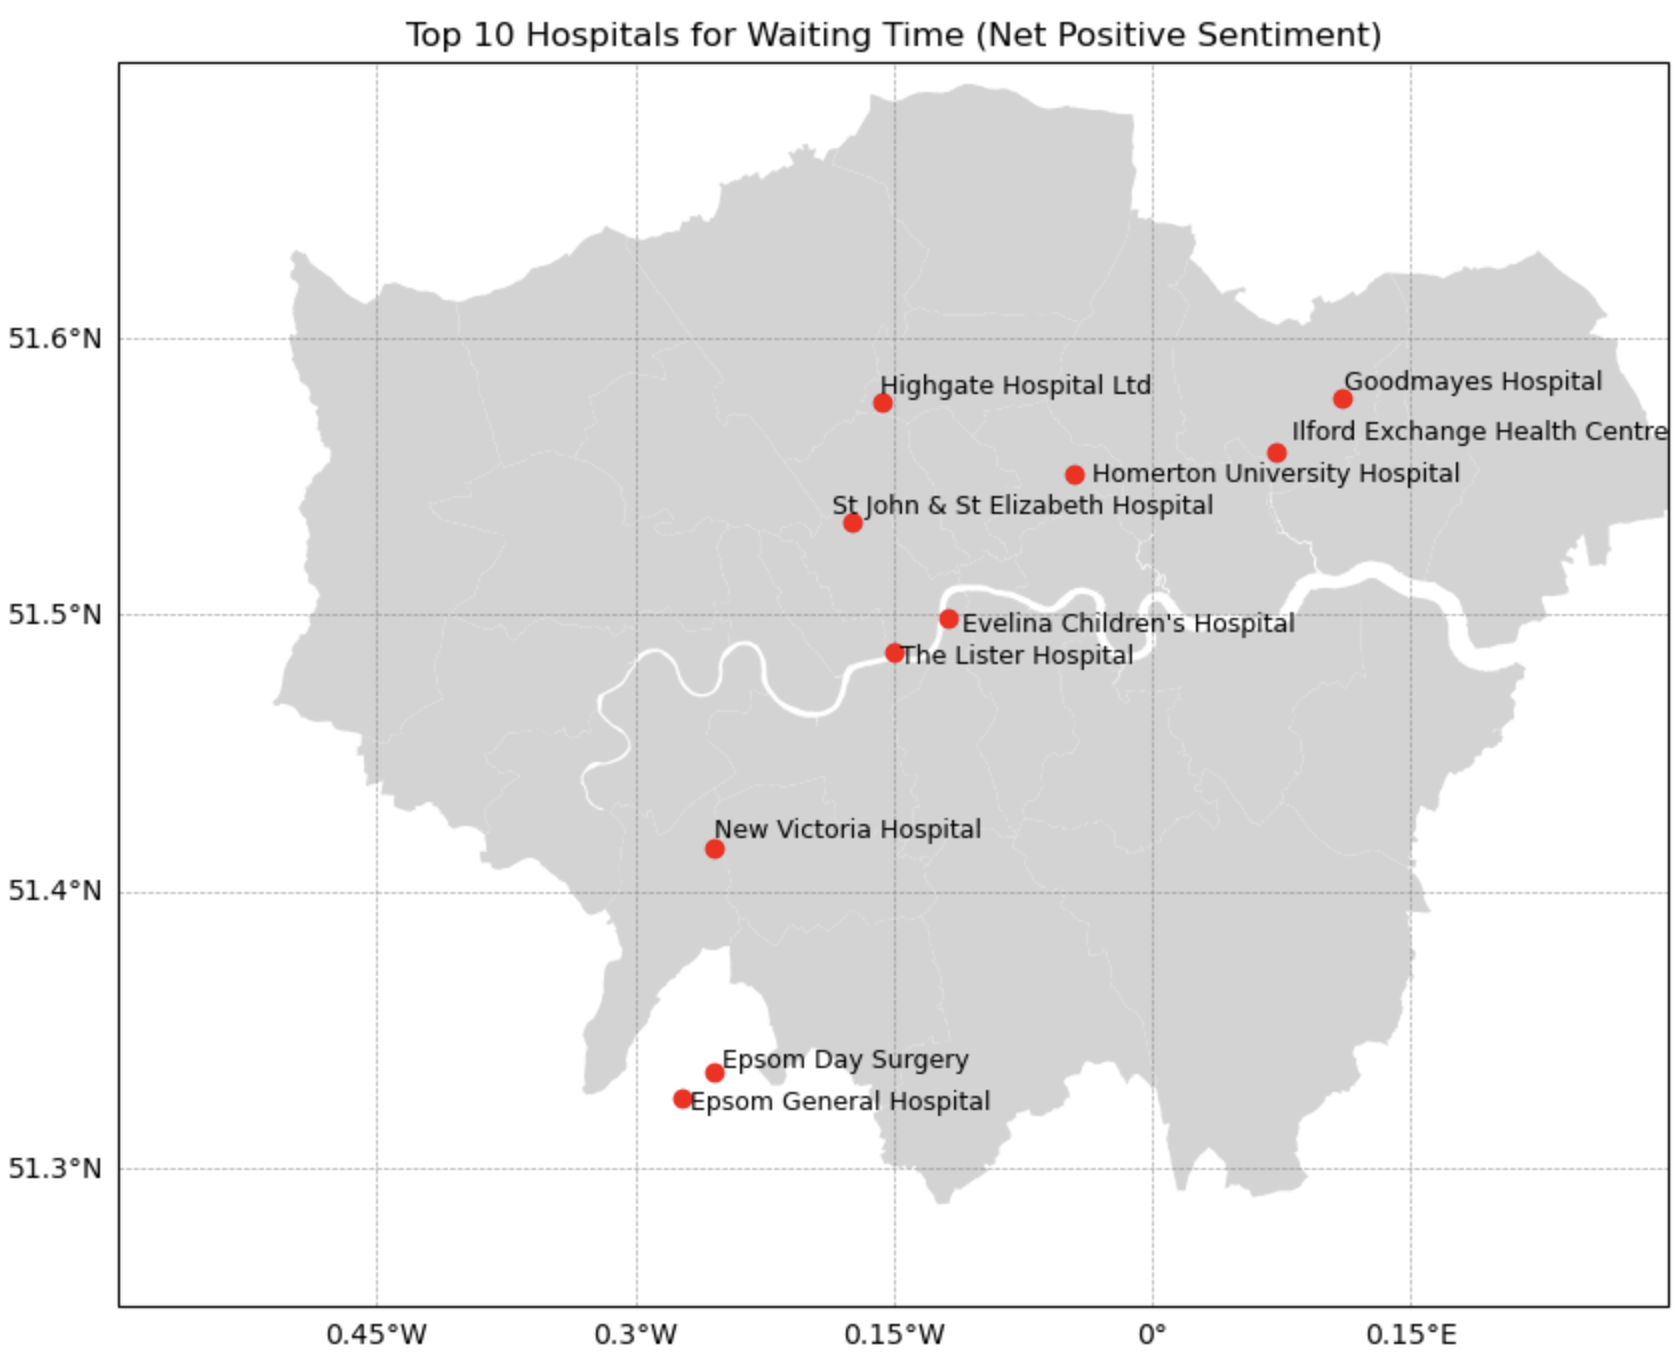 Top 10 Hospitals for Waiting Time (Net Positive Sentiment)
51.6°N
Highgate Hospital Ltd
Goodmayes Hospital
Ilford Exchange Health Centre
Homerton University Hospital
St John & St Elizabeth Hospital
51.5°N
Evelina Children's Hospital
The Lister Hospital
New Victoria Hospital
51.4°N
Epsom Day Surgery
Epsom General Hospital
51.3°N
0.45°W 0.3°W 0.15°W 0° 0.15°E